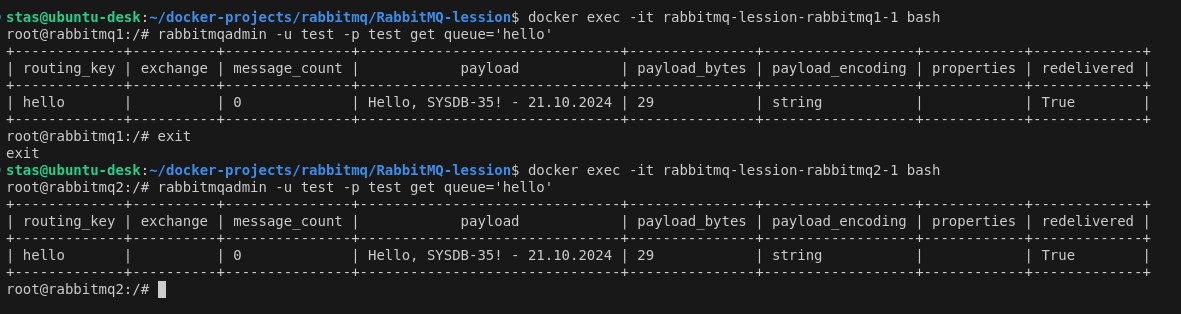 stas@ubuntu-desk:~/docker-projects/rabbitmq/RabbitMQ-lession$ docker exec -it rabbitmq-lession-rabbitmq1-1 bash
root@rabbitmq1:/# rabbitmqadmin -u test -p test get queue='hello'
+-------------+----------+---------------+-------------------------------+---------------+------------------+------------+-------------+
| routing_key | exchange | message_count |            payload            | payload_bytes | payload_encoding | properties | redelivered |
+-------------+----------+---------------+-------------------------------+---------------+------------------+------------+-------------+
| hello       |          | 0             | Hello, SYSDB-35! - 21.10.2024 | 29            | string           |            | True        |
+-------------+----------+---------------+-------------------------------+---------------+------------------+------------+-------------+
root@rabbitmq1:/# exit
exit
stas@ubuntu-desk:~/docker-projects/rabbitmq/RabbitMQ-lession$ docker exec -it rabbitmq-lession-rabbitmq2-1 bash
root@rabbitmq2:/# rabbitmqadmin -u test -p test get queue='hello'
+-------------+----------+---------------+-------------------------------+---------------+------------------+------------+-------------+
| routing_key | exchange | message_count |            payload            | payload_bytes | payload_encoding | properties | redelivered |
+-------------+----------+---------------+-------------------------------+---------------+------------------+------------+-------------+
| hello       |          | 0             | Hello, SYSDB-35! - 21.10.2024 | 29            | string           |            | True        |
+-------------+----------+---------------+-------------------------------+---------------+------------------+------------+-------------+
root@rabbitmq2:/#